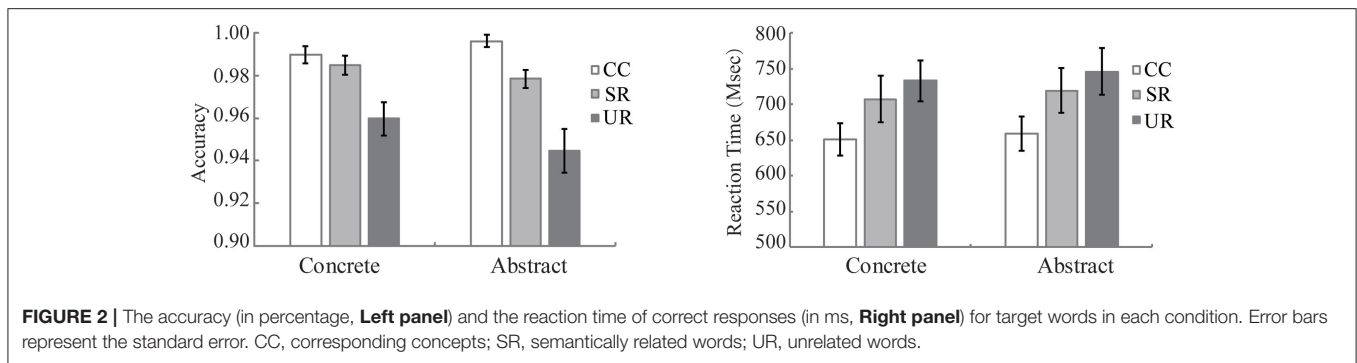 1.00
0.98
0.96
0.94
0.92
0.90
Accuracy
Concrete
Abstract
CC
SR
UR
800
750
700
650
600
550
500
Reaction Time (Msec)
Concrete
Abstract
CC
SR
UR
FIGURE 2 | The accuracy (in percentage, Left panel) and the reaction time of correct responses (in ms, Right panel) for target words in each condition. Error bars
represent the standard error. CC, corresponding concepts; SR, semantically related words; UR, unrelated words.